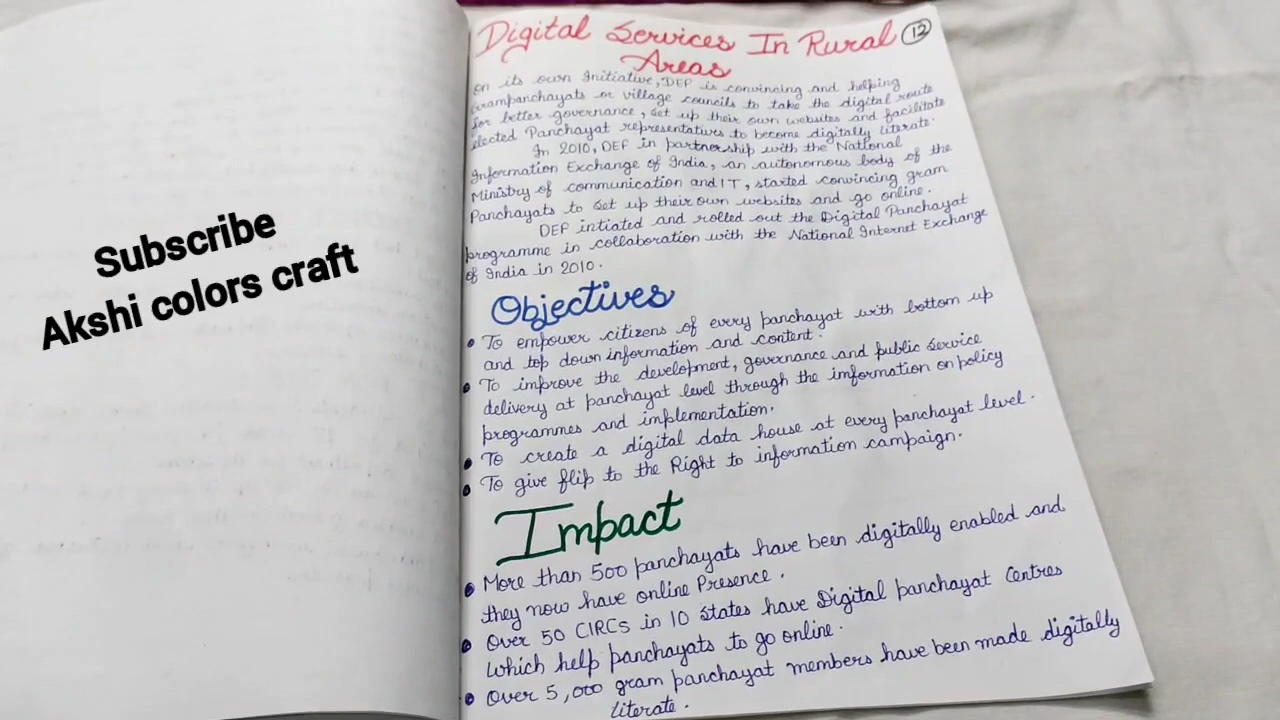 Subscribe
Akshi colors craft
Digital Services In Rural
Areas
12
on its own Initiative, DEF is convincing and helping
Grampanchayats or village councils to take the digital route
for better governance, set up their own websites and facilitate
elected Panchayat representatives to become digitally literate.
In 2010, DEF in partnership with the National
Information Exchange of India, an autonomous body of the
Ministry of communication and IT, started convincing gram
Panchayats to set up their own websites and go online.
DEF intiated and rolled out the Digital Panchayat
programme in collaboration with the National Internet Exchange
of India in 2010.
Objectives
• To empower citizens of every panchayat with bottom up
and top down information and content.
• To improve the development, governance and public service
delivery at panchayat level through the imformation on policy
programmes and implementation.
• To create a digital data house at every panchayat level.
• To give flip to the Right to information campaign.
Impact
• More than 500 panchayats have been digitally enabled and
they now have online Presence.
• Over 50 CIRCs in 10 states have Digital panchayat Centres
which help panchayats to go online.
• Over 5,000 gram panchayat members have been made digitally
literate.